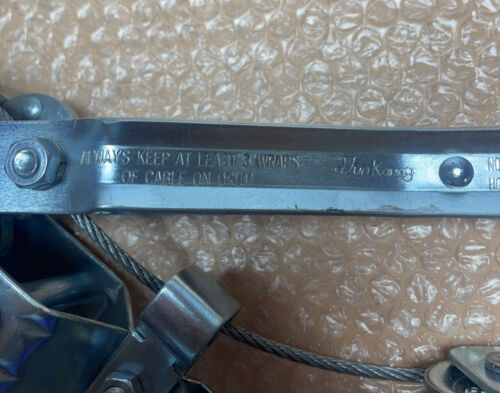 ALWAYS KEEP AT LEAST 3 WRAPS
OF CABLE ON DRUM